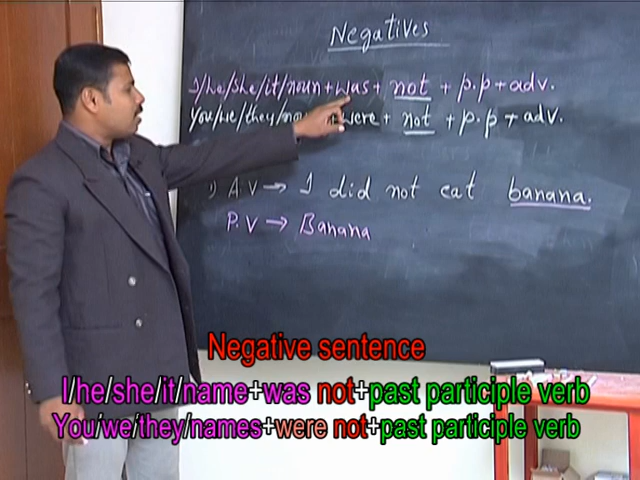 Negatives
I/he/she/it/noun+was+ not + p.p+adv.
You/we/they/ were + not + p.p + adv.
1) A.V → I did not eat banana.
P.V → Banana
Negative sentence
I/he/she/it/name+was not+past participle verb
You/we/they/names+were not+past participle verb